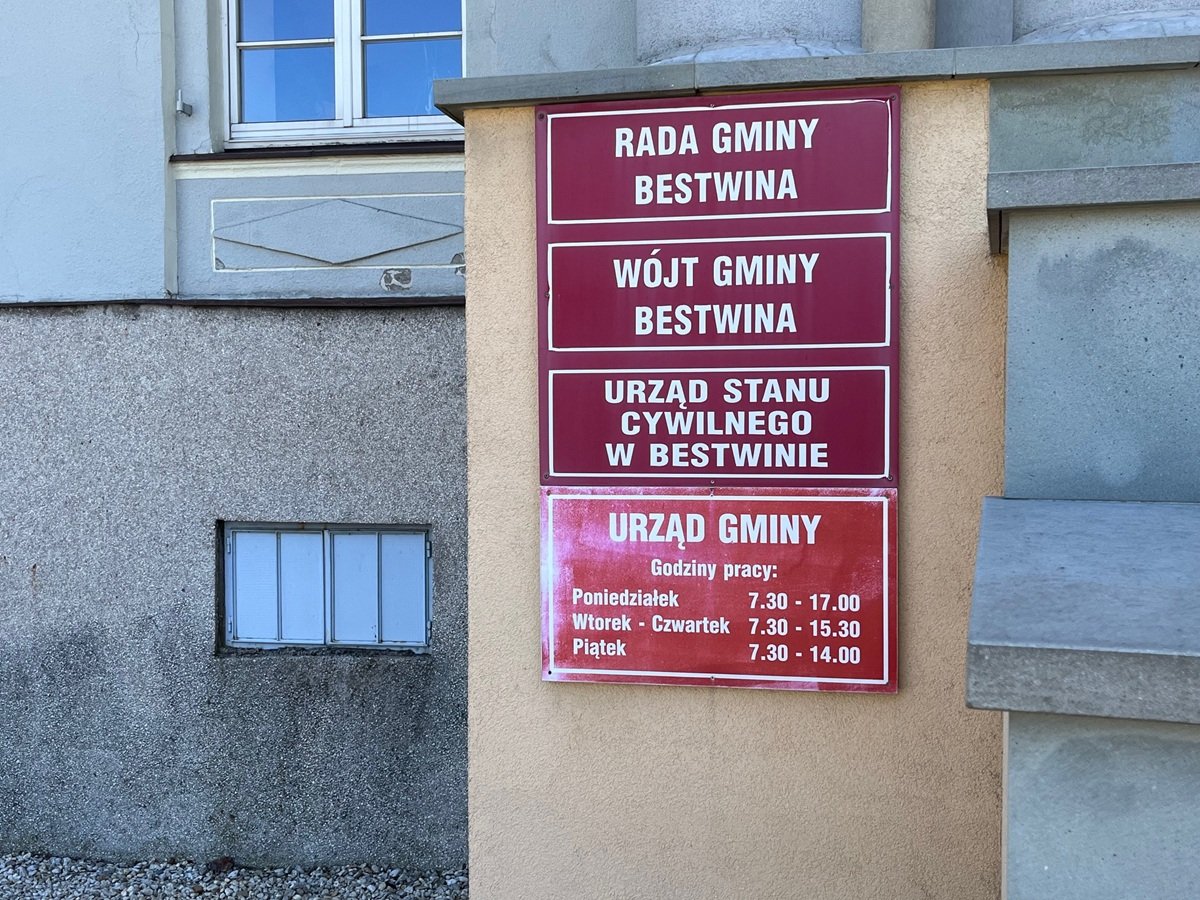 RADA GMINY
BESTWINA
WÓJT GMINY
BESTWINA
URZĄD STANU
CYWILNEGO
W BESTWINIE
URZĄD GMINY
Godziny pracy:
Poniedziałek 7.30 - 17.00
Wtorek - Czwartek 7.30 - 15.30
Piątek 7.30 - 14.00